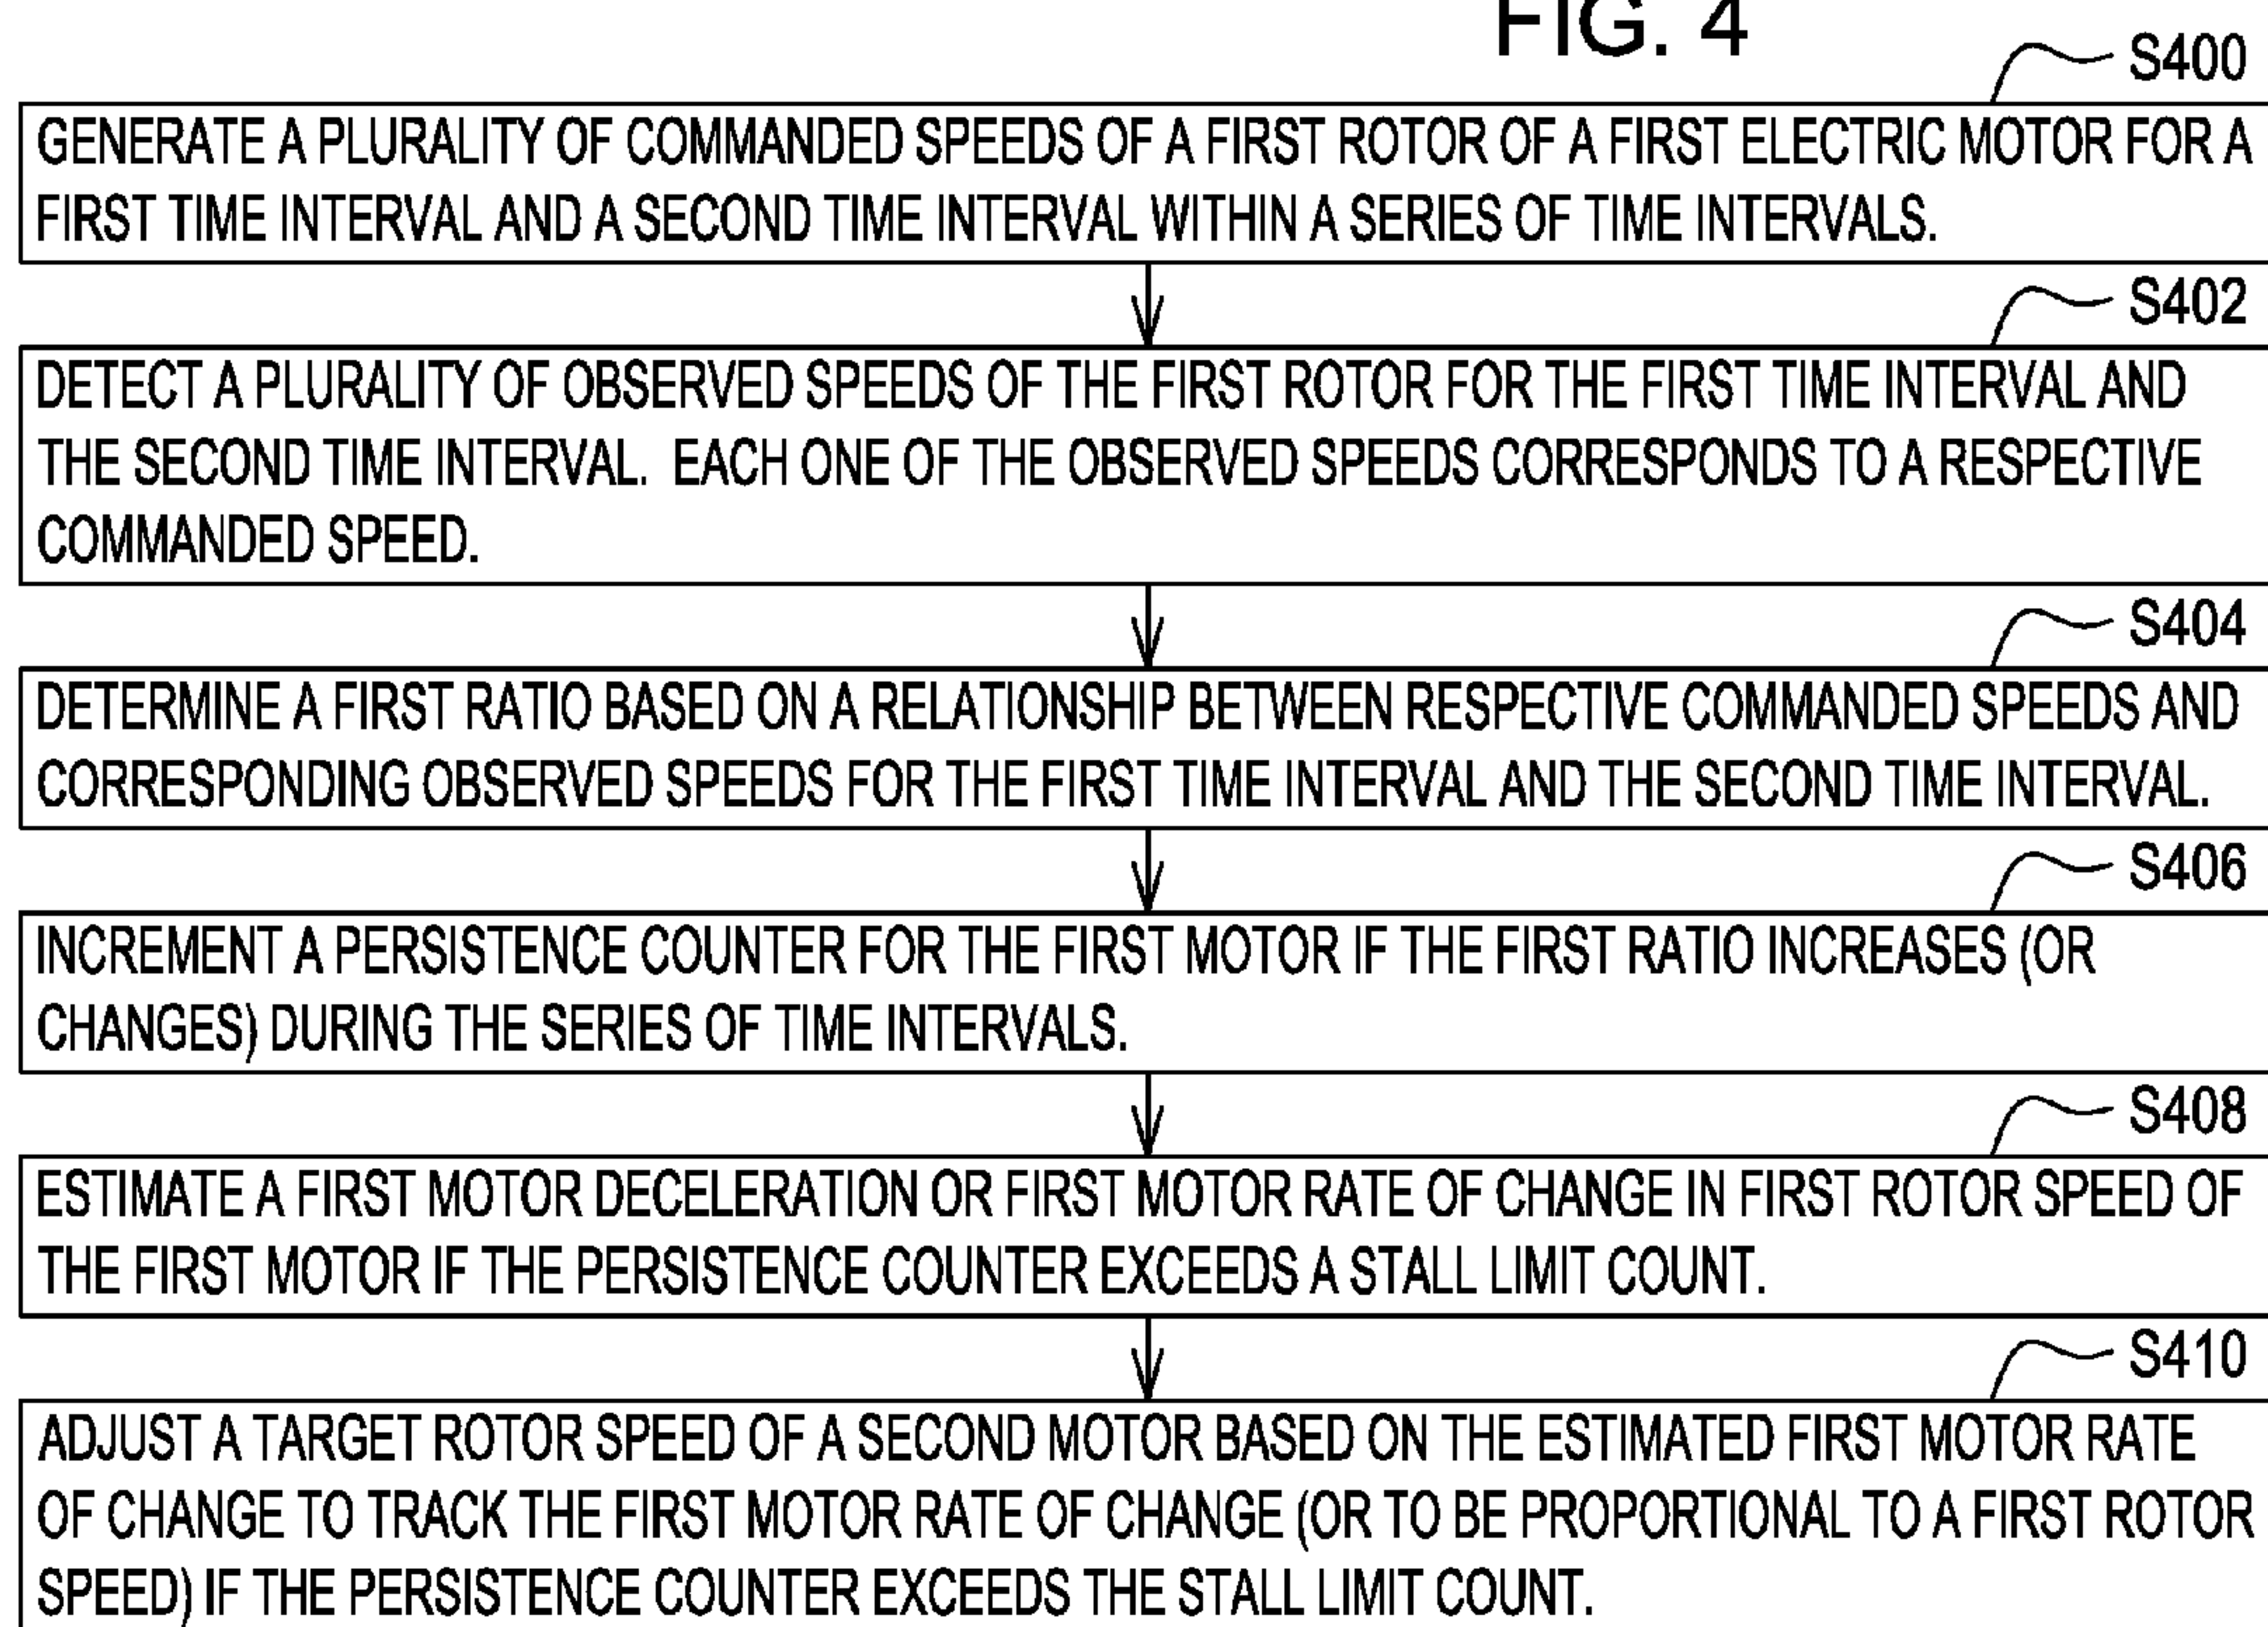 FIG. 4
S400
GENERATE A PLURALITY OF COMMANDED SPEEDS OF A FIRST ROTOR OF A FIRST ELECTRIC MOTOR FOR A
FIRST TIME INTERVAL AND A SECOND TIME INTERVAL WITHIN A SERIES OF TIME INTERVALS.
S402
DETECT A PLURALITY OF OBSERVED SPEEDS OF THE FIRST ROTOR FOR THE FIRST TIME INTERVAL AND
THE SECOND TIME INTERVAL. EACH ONE OF THE OBSERVED SPEEDS CORRESPONDS TO A RESPECTIVE
COMMANDED SPEED.
S404
DETERMINE A FIRST RATIO BASED ON A RELATIONSHIP BETWEEN RESPECTIVE COMMANDED SPEEDS AND
CORRESPONDING OBSERVED SPEEDS FOR THE FIRST TIME INTERVAL AND THE SECOND TIME INTERVAL.
S406
INCREMENT A PERSISTENCE COUNTER FOR THE FIRST MOTOR IF THE FIRST RATIO INCREASES (OR
CHANGES) DURING THE SERIES OF TIME INTERVALS.
S408
ESTIMATE A FIRST MOTOR DECELERATION OR FIRST MOTOR RATE OF CHANGE IN FIRST ROTOR SPEED OF
THE FIRST MOTOR IF THE PERSISTENCE COUNTER EXCEEDS A STALL LIMIT COUNT.
S410
ADJUST A TARGET ROTOR SPEED OF A SECOND MOTOR BASED ON THE ESTIMATED FIRST MOTOR RATE
OF CHANGE TO TRACK THE FIRST MOTOR RATE OF CHANGE (OR TO BE PROPORTIONAL TO A FIRST ROTOR
SPEED) IF THE PERSISTENCE COUNTER EXCEEDS THE STALL LIMIT COUNT.